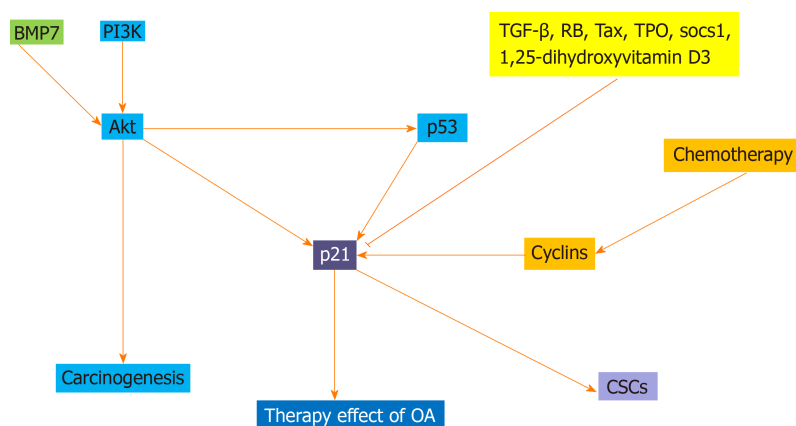 BMP7
PI3K
TGF-β, RB, Tax, TPO, socs1,
1,25-dihydroxyvitamin D3
Akt
p53
Chemotherapy
p21
Cyclins
Carcinogenesis
CSCs
Therapy effect of OA